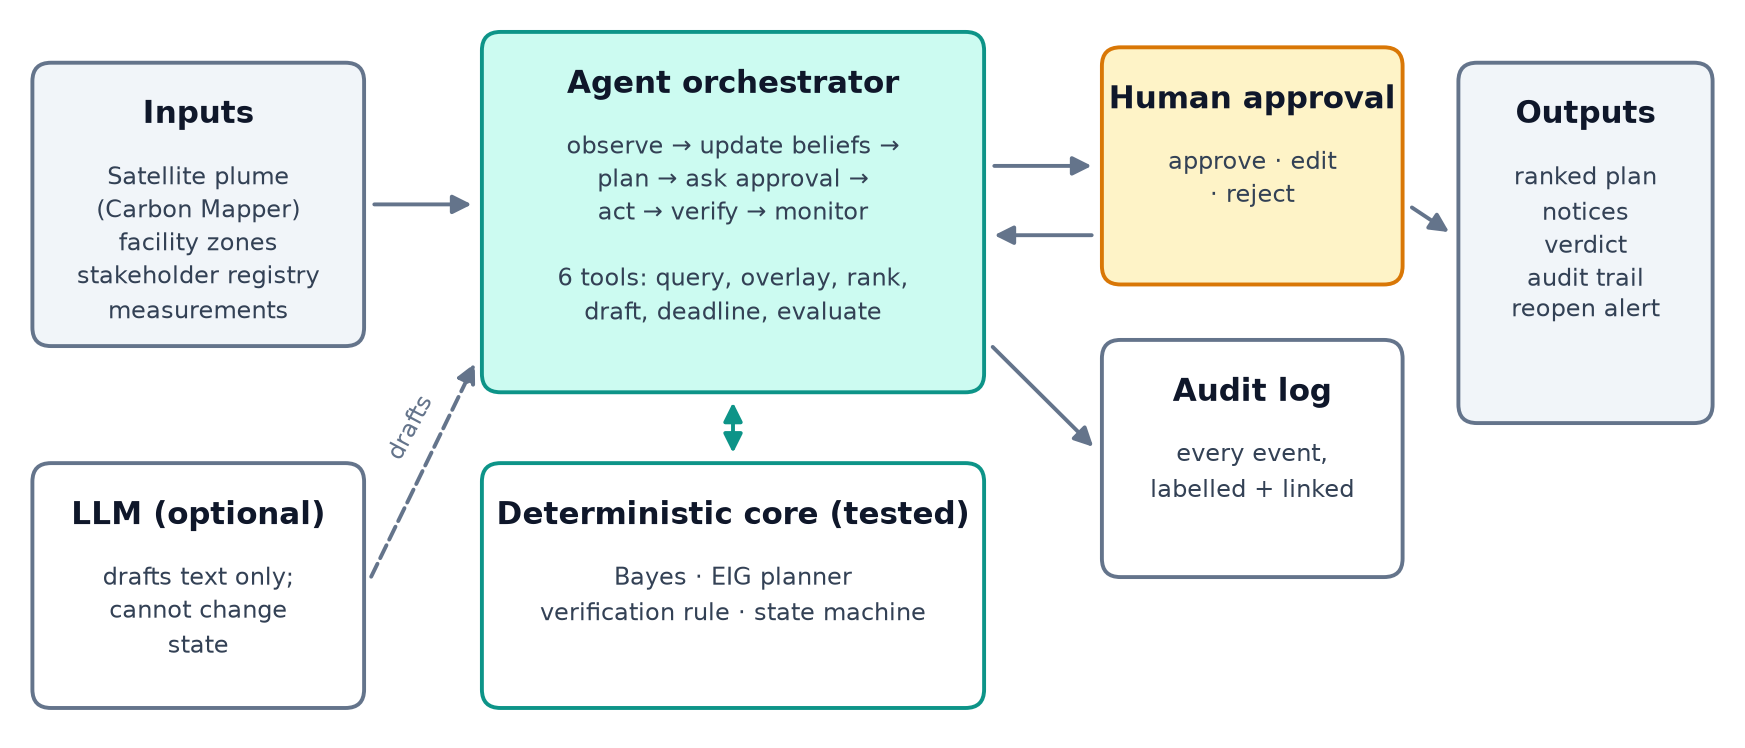 Inputs
Satellite plume
(Carbon Mapper)
facility zones
stakeholder registry
measurements
Agent orchestrator
observe → update beliefs →
plan → ask approval →
act → verify → monitor
6 tools: query, overlay, rank,
draft, deadline, evaluate
Human approval
approve · edit
· reject
Outputs
ranked plan
notices
verdict
audit trail
reopen alert
drafts
LLM (optional)
drafts text only;
cannot change
state
Deterministic core (tested)
Bayes · EIG planner
verification rule · state machine
Audit log
every event,
labelled + linked